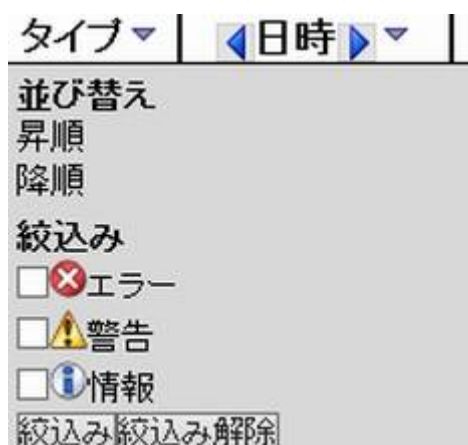 タイプ 日時
並び替え
昇順
降順
絞込み
エラー
警告
情報
絞込み 絞込み解除